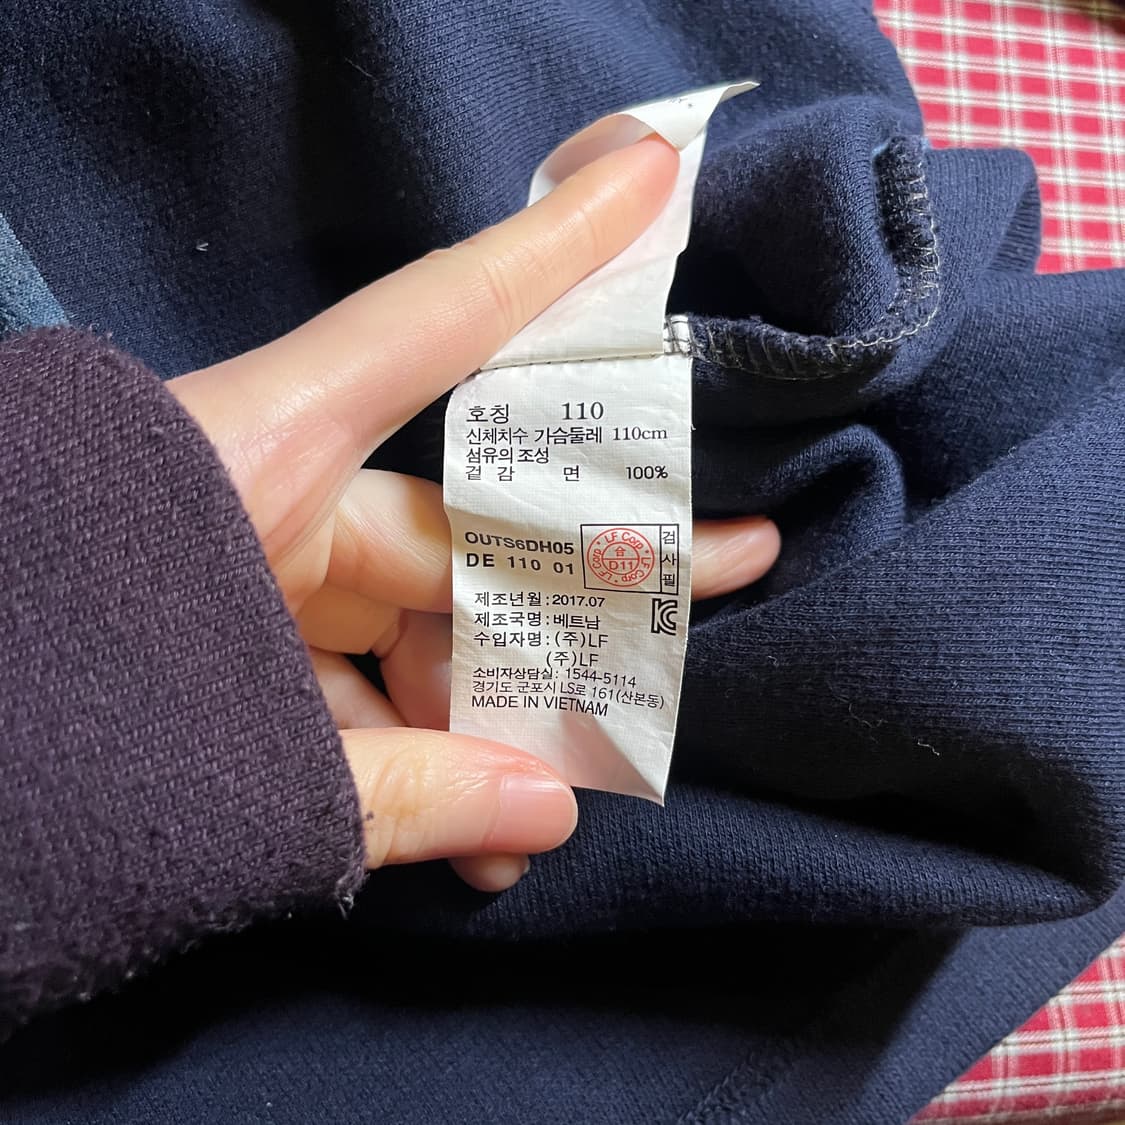 호칭 110
신체치수 가슴둘레 110cm
섬유의 조성
겉 감 면 100%
OUTS6DH05
DE 110 01
LF Corp LF Corp LF Corp
合
D11
검사필
제조년월:2017.07
제조국명:베트남
수입자명:(주)LF
(주)LF
소비자상담실: 1544-5114
경기도 군포시 LS로 161(산본동)
MADE IN VIETNAM